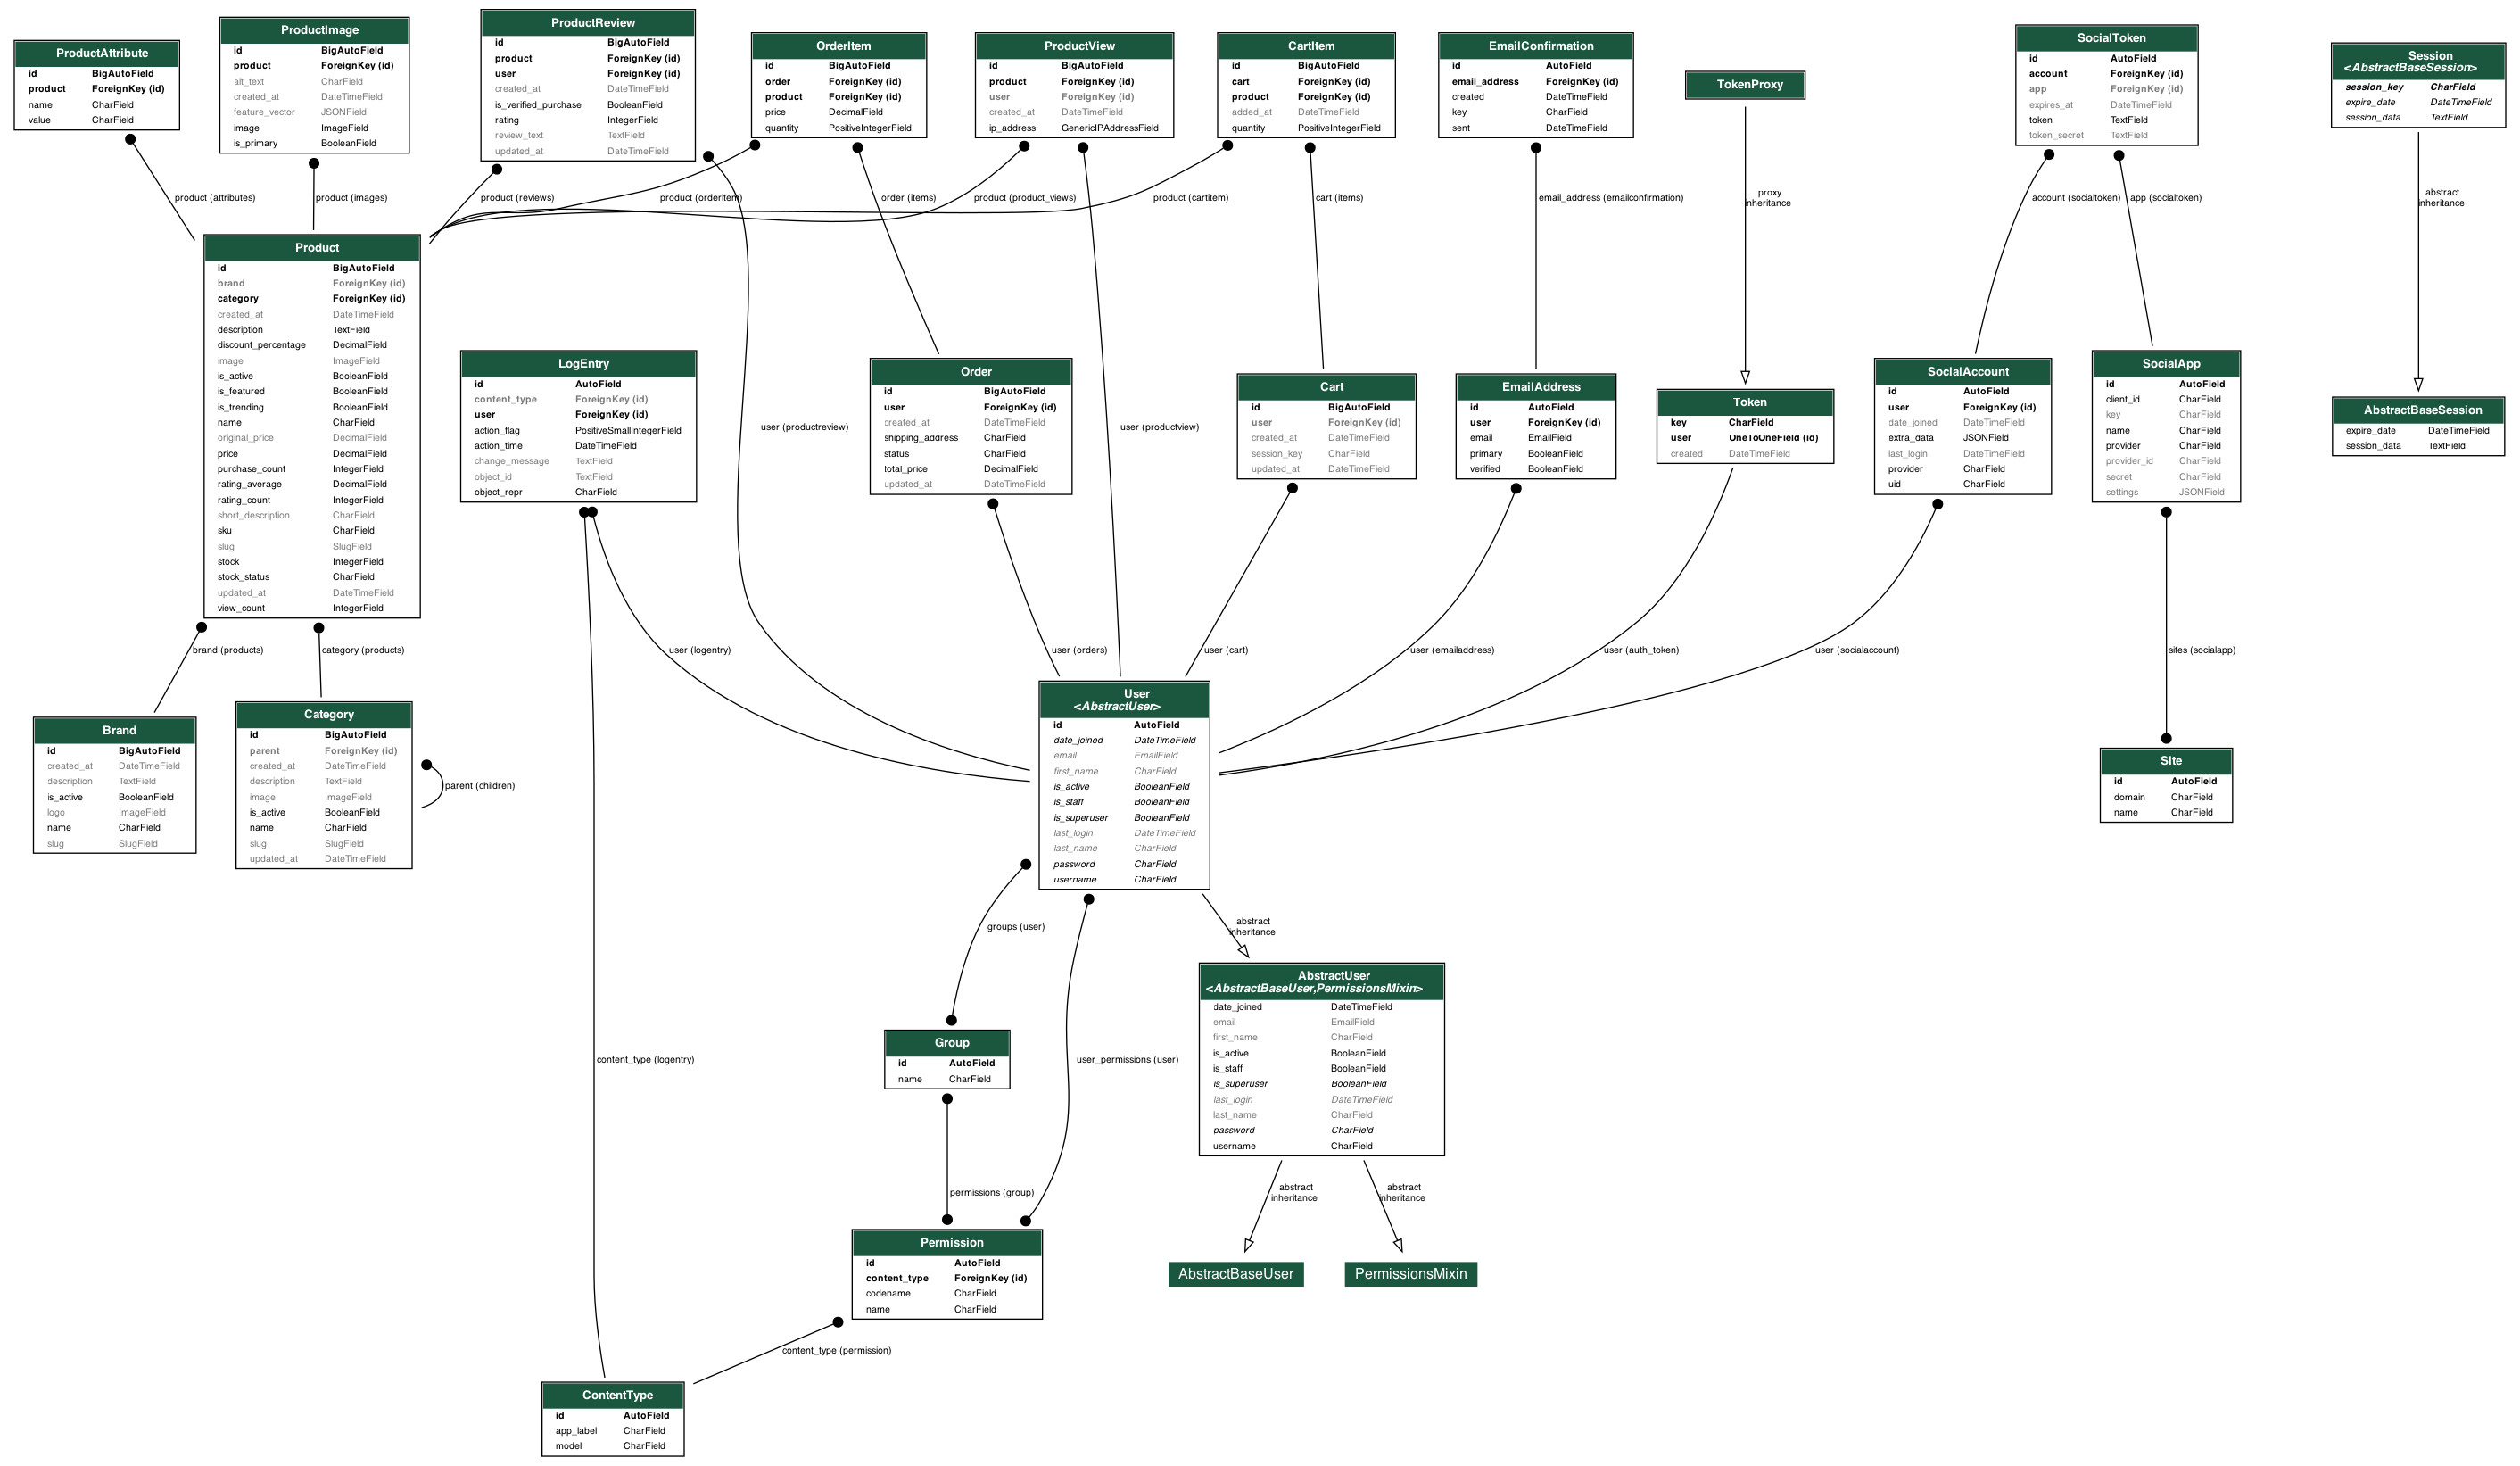 ProductAttribute
id BigAutoField
product ForeignKey (id)
name CharField
value CharField
ProductImage
id BigAutoField
product ForeignKey (id)
alt_text CharField
created_at DateTimeField
feature_vector JSONField
image ImageField
is_primary BooleanField
ProductReview
id BigAutoField
product ForeignKey (id)
user ForeignKey (id)
created_at DateTimeField
is_verified_purchase BooleanField
rating IntegerField
review_text TextField
updated_at DateTimeField
OrderItem
id BigAutoField
order ForeignKey (id)
product ForeignKey (id)
price DecimalField
quantity PositiveIntegerField
ProductView
id BigAutoField
product ForeignKey (id)
user ForeignKey (id)
created_at DateTimeField
ip_address GenericIPAddressField
CartItem
id BigAutoField
cart ForeignKey (id)
product ForeignKey (id)
added_at DateTimeField
quantity PositiveIntegerField
EmailConfirmation
id AutoField
email_address ForeignKey (id)
created DateTimeField
key CharField
sent DateTimeField
TokenProxy
SocialToken
id AutoField
account ForeignKey (id)
app ForeignKey (id)
expires_at DateTimeField
token TextField
token_secret TextField
Session
<AbstractBaseSession>
session_key CharField
expire_date DateTimeField
session_data TextField
product (attributes)
product (images)
product (reviews)
product (orderitem)
order (items)
product (product_views)
product (cartitem)
cart (items)
email_address (emailconfirmation)
proxy
inheritance
account (socialtoken)
app (socialtoken)
abstract
inheritance
Product
id BigAutoField
brand ForeignKey (id)
category ForeignKey (id)
created_at DateTimeField
description TextField
discount_percentage DecimalField
image ImageField
is_active BooleanField
is_featured BooleanField
is_trending BooleanField
name CharField
original_price DecimalField
price DecimalField
purchase_count IntegerField
rating_average DecimalField
rating_count IntegerField
short_description CharField
sku CharField
slug SlugField
stock IntegerField
stock_status CharField
updated_at DateTimeField
view_count IntegerField
LogEntry
id AutoField
content_type ForeignKey (id)
user ForeignKey (id)
action_flag PositiveSmallIntegerField
action_time DateTimeField
change_message TextField
object_id TextField
object_repr CharField
user (productreview)
Order
id BigAutoField
user ForeignKey (id)
created_at DateTimeField
shipping_address CharField
status CharField
total_price DecimalField
updated_at DateTimeField
user (productview)
Cart
id BigAutoField
user ForeignKey (id)
created_at DateTimeField
session_key CharField
updated_at DateTimeField
EmailAddress
id AutoField
user ForeignKey (id)
email EmailField
primary BooleanField
verified BooleanField
Token
key CharField
user OneToOneField (id)
created DateTimeField
SocialAccount
id AutoField
user ForeignKey (id)
date_joined DateTimeField
extra_data JSONField
last_login DateTimeField
provider CharField
uid CharField
SocialApp
id AutoField
client_id CharField
key CharField
name CharField
provider CharField
provider_id CharField
secret CharField
settings JSONField
AbstractBaseSession
expire_date DateTimeField
session_data TextField
brand (products)
category (products)
user (logentry)
user (orders)
user (cart)
user (emailaddress)
user (auth_token)
user (socialaccount)
sites (socialapp)
Brand
id BigAutoField
created_at DateTimeField
description TextField
is_active BooleanField
logo ImageField
name CharField
slug SlugField
Category
id BigAutoField
parent ForeignKey (id)
created_at DateTimeField
description TextField
image ImageField
is_active BooleanField
name CharField
slug SlugField
updated_at DateTimeField
parent (children)
User
<AbstractUser>
id AutoField
date_joined DateTimeField
email EmailField
first_name CharField
is_active BooleanField
is_staff BooleanField
is_superuser BooleanField
last_login DateTimeField
last_name CharField
password CharField
username CharField
Site
id AutoField
domain CharField
name CharField
groups (user)
abstract
inheritance
AbstractUser
<AbstractBaseUser,PermissionsMixin>
date_joined DateTimeField
email EmailField
first_name CharField
is_active BooleanField
is_staff BooleanField
is_superuser BooleanField
last_login DateTimeField
last_name CharField
password CharField
username CharField
Group
id AutoField
name CharField
content_type (logentry)
user_permissions (user)
permissions (group)
abstract
inheritance
abstract
inheritance
Permission
id AutoField
content_type ForeignKey (id)
codename CharField
name CharField
AbstractBaseUser
PermissionsMixin
content_type (permission)
ContentType
id AutoField
app_label CharField
model CharField